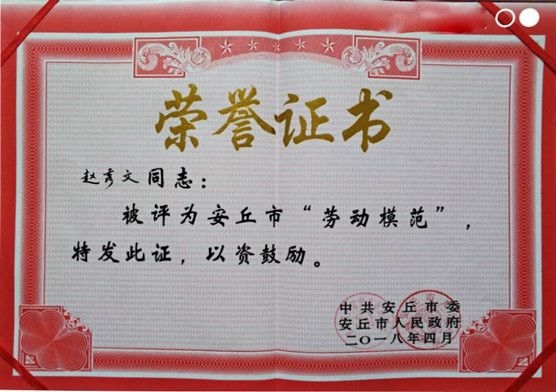 荣誉证书
赵秀文同志：
被评为安丘市“劳动模范”，
特发此证，以资鼓励。
中共安丘市委
安丘市人民政府
二〇一八年四月